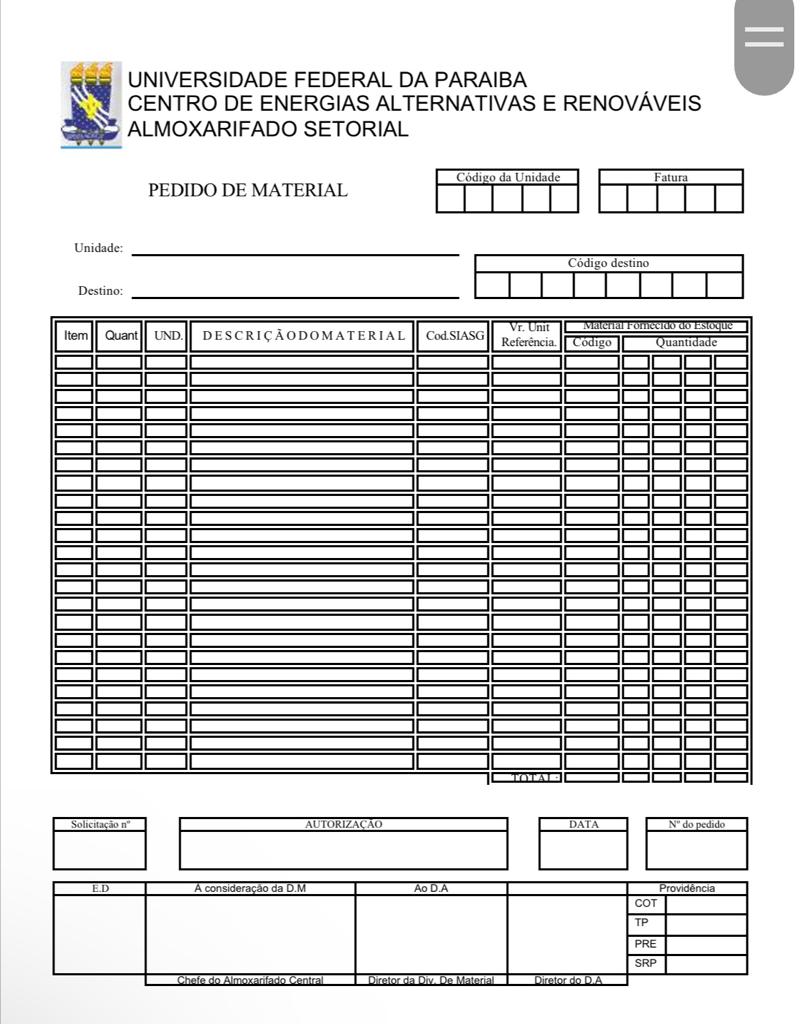 UNIVERSIDADE FEDERAL DA PARAIBA
CENTRO DE ENERGIAS ALTERNATIVAS E RENOVÁVEIS
ALMOXARIFADO SETORIAL
PEDIDO DE MATERIAL
Código da Unidade
Fatura
Unidade:
Código destino
Destino:
Item Quant UND. DESCRIÇÃODOMATERIAL Cod.SIASG Vr. Unit Referência.
Material Fornecido do Estoque
Código Quantidade
TOTAL:
Solicitação nº AUTORIZAÇÃO DATA Nº do pedido
E.D À consideração da D.M Ao D.A Providência
COT
TP
PRE
SRP
Chefe do Almoxarifado Central Diretor da Div. De Material Diretor do D.A